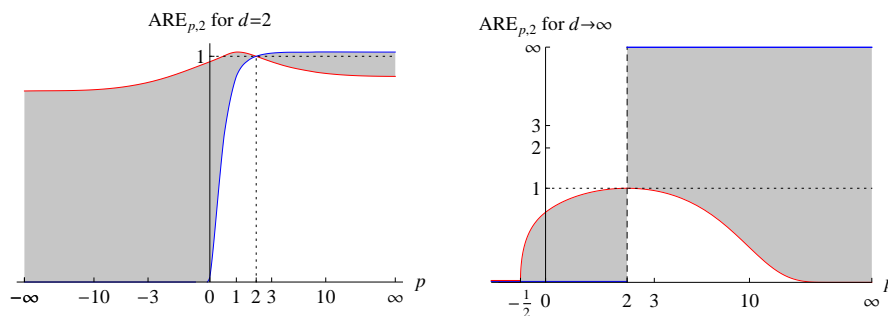 ARE_{p,2} for d=2
1
-∞ -10 -3 0 1 2 3 10 ∞ p
ARE_{p,2} for d→∞
∞
3
2
1
-\frac{1}{2} 0 2 3 10 ∞ p